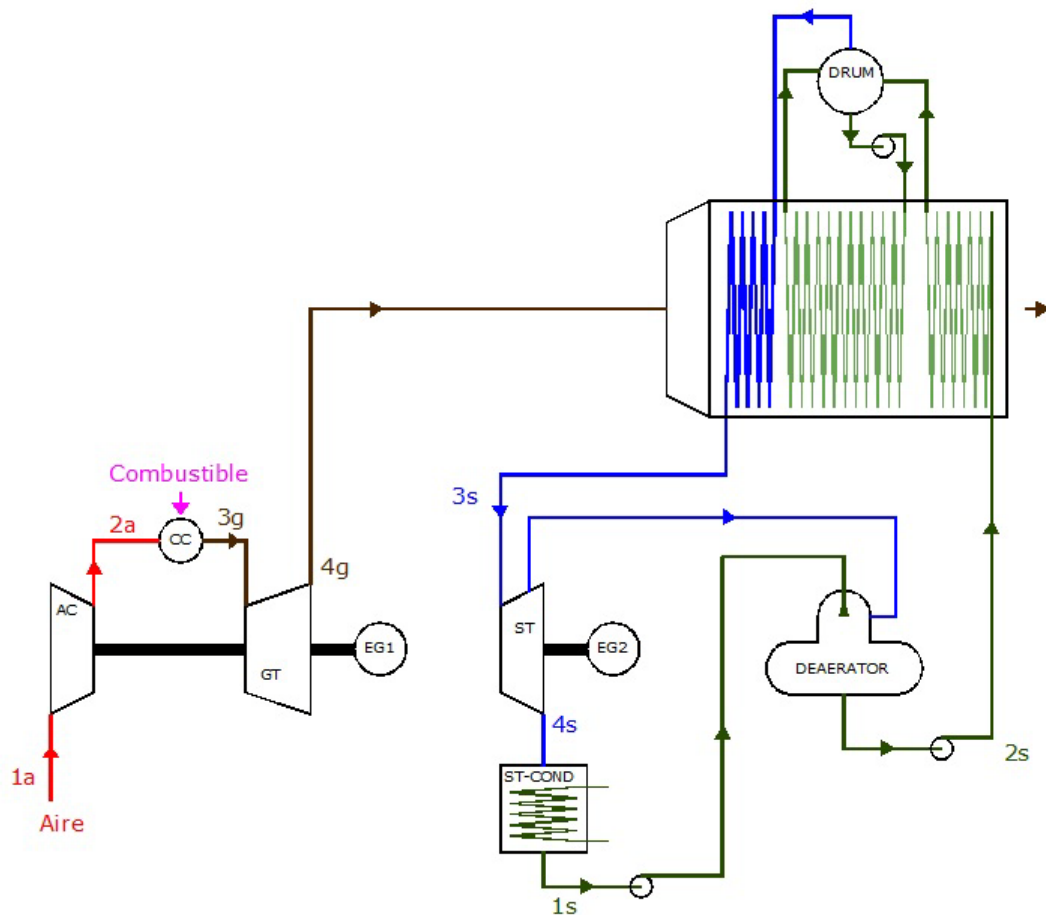 DRUM
Combustible
2a
3g
CC
3s
4g
AC
GT
EG1
ST
EG2
DEAERATOR
4s
1a
Aire
ST-COND
2s
1s